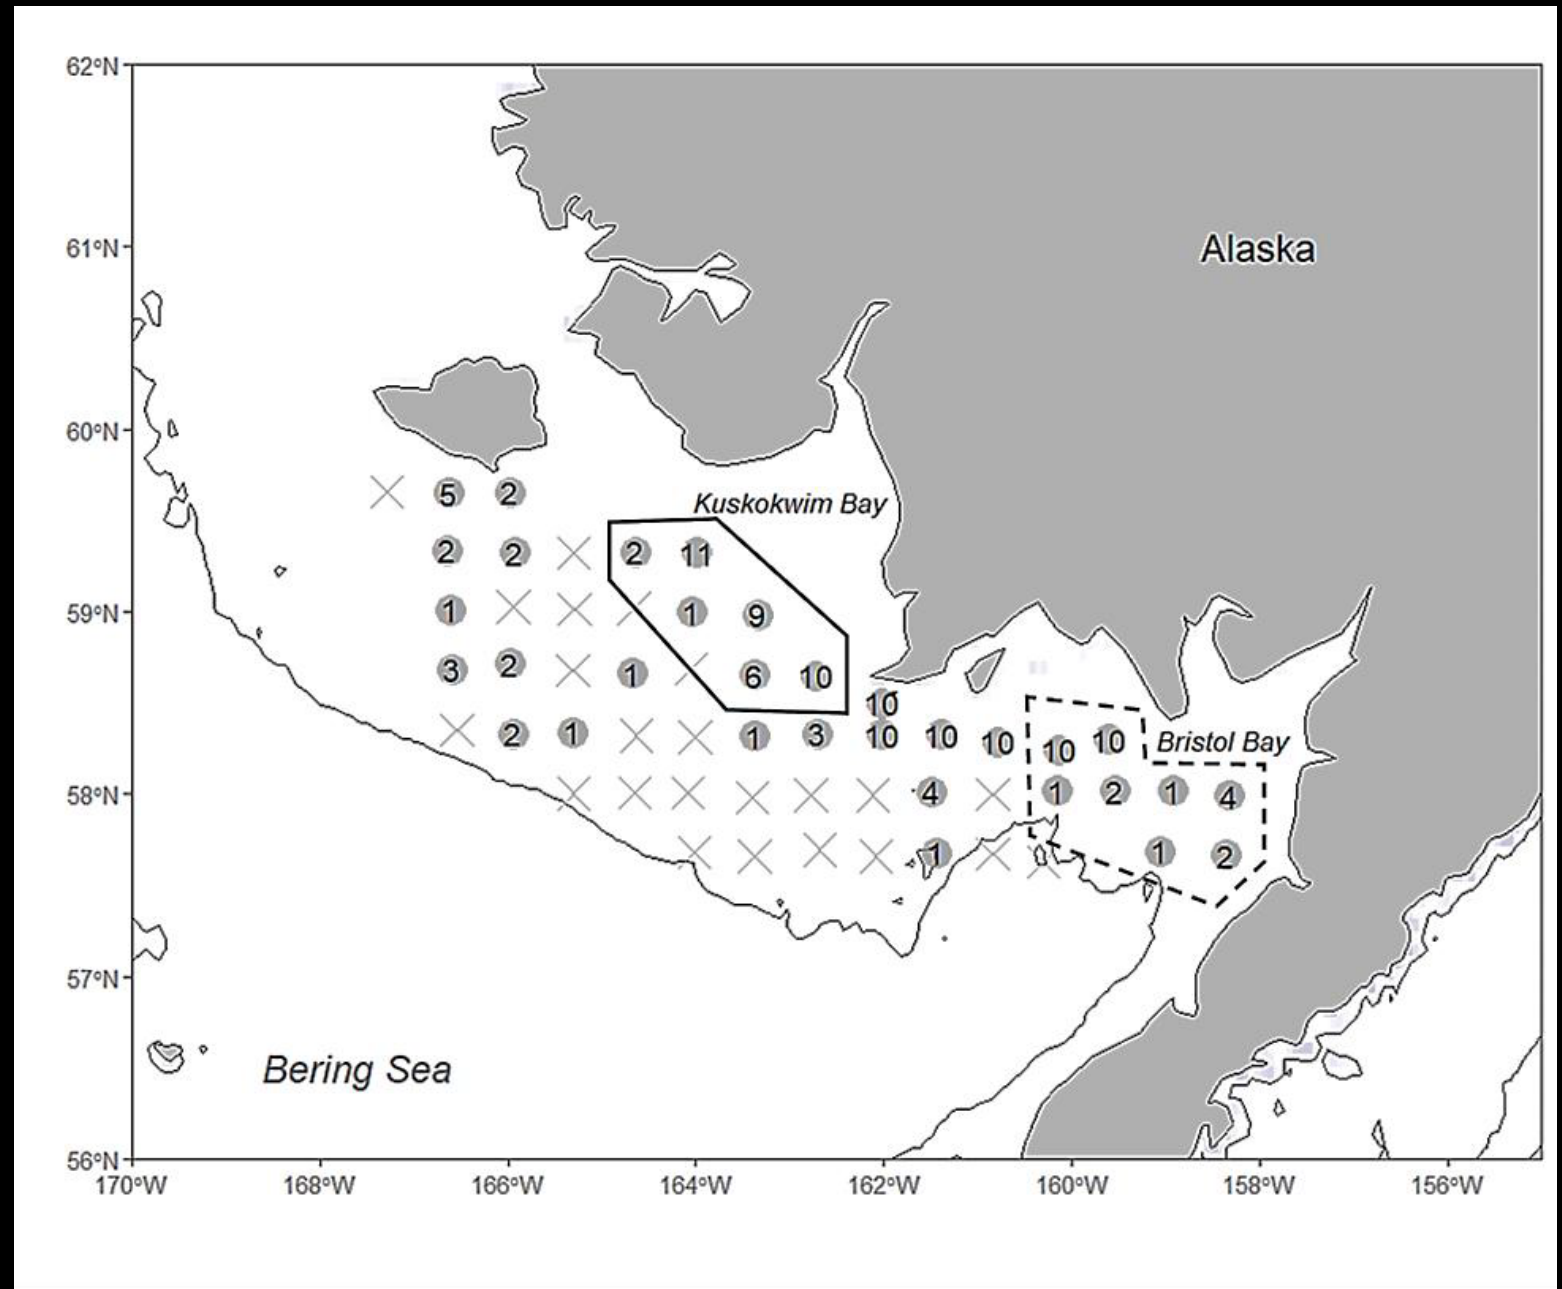 62°N
61°N
Alaska
60°N
5 2
Kuskokwim Bay
2 2 2 11
59°N
1 1 9
3 2 1 6 10
10
2 1 1 3 10 10 10 10 10
Bristol Bay
58°N
4 1 2 1 4
1 1 2
57°N
Bering Sea
56°N
170°W 168°W 166°W 164°W 162°W 160°W 158°W 156°W